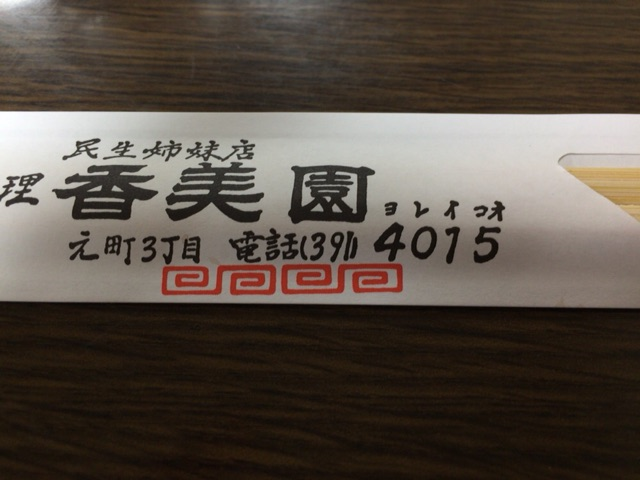 民生姉妹店
理 香美園 ヨレイコオ
元町3丁目 電話(391) 4015